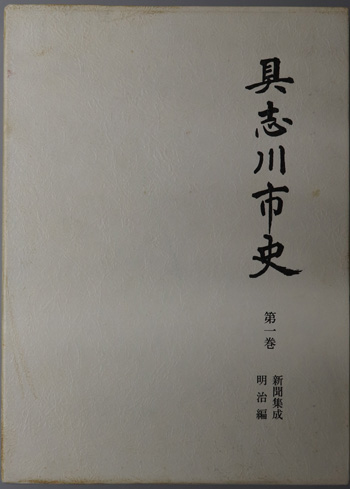 具志川市史
第一巻
新聞集成
明治編